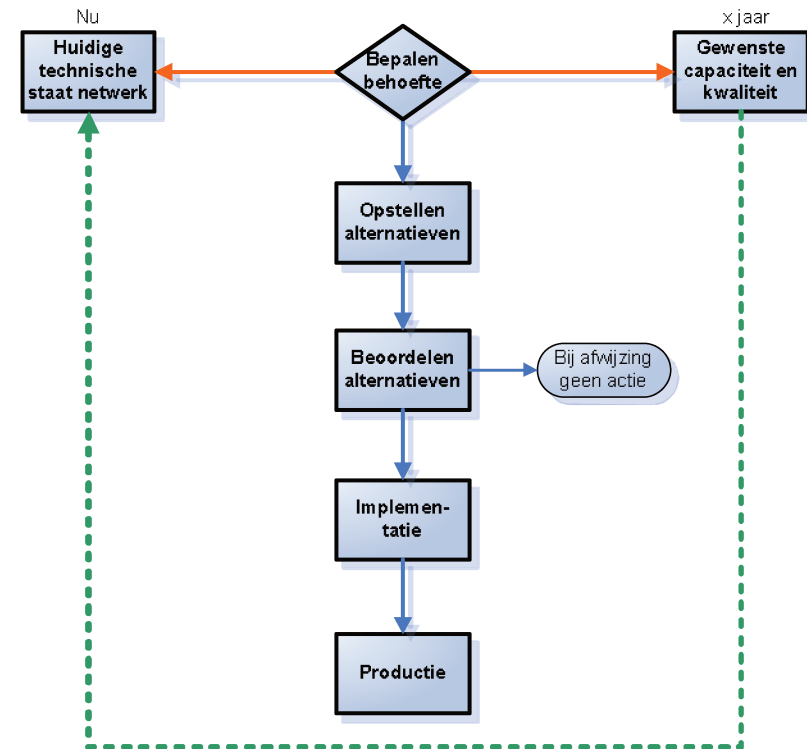 Nu
x jaar
Huidige
technische
staat netwerk
Bepalen
behoefte
Gewenste
capaciteit en
kwaliteit
Opstellen
alternatieven
Beoordelen
alternatieven
Bij afwijzing
geen actie
Implemen-
tatie
Productie